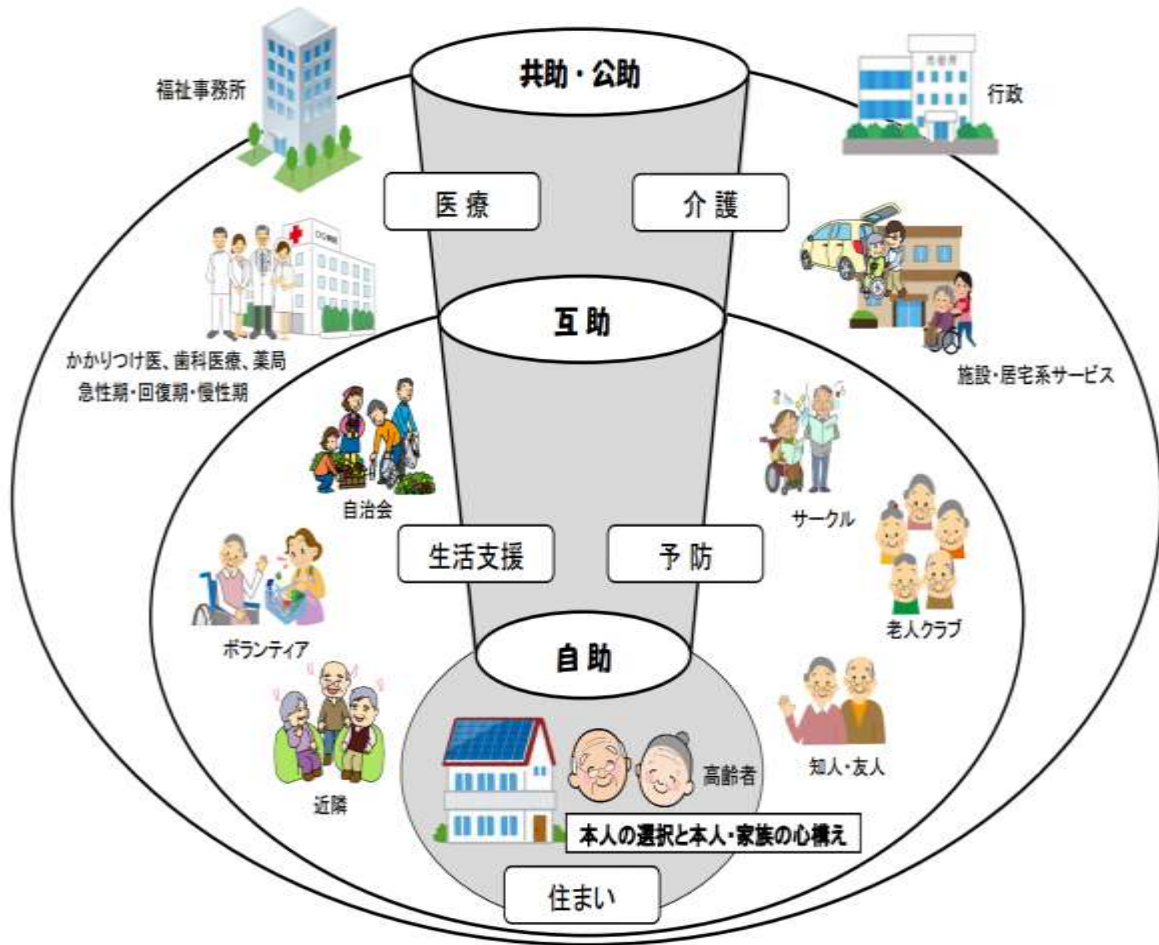 共助・公助
福祉事務所
行政
医療
介護
かかりつけ医、歯科医療、薬局
急性期・回復期・慢性期
施設・居宅系サービス
互助
自治会
サークル
生活支援
予防
ボランティア
老人クラブ
自助
近隣
高齢者
知人・友人
本人の選択と本人・家族の心構え
住まい